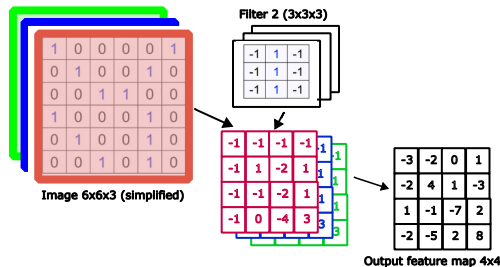 Filter 2 (3x3x3)
-1 1 -1
-1 1 -1
-1 1 -1
1 0 0 0 0 1
0 1 0 0 1 0
0 0 1 1 0 0
1 0 0 0 1 0
0 1 0 0 1 0
0 0 1 0 1 0
Image 6x6x3 (simplified)
-1 -1 -1 -1
-1 1 -2 1
-1 -1 -2 1
-1 0 -4 3
-3 -2 0 1
-2 4 1 -3
1 -1 -7 2
-2 -5 2 8
Output feature map 4x4